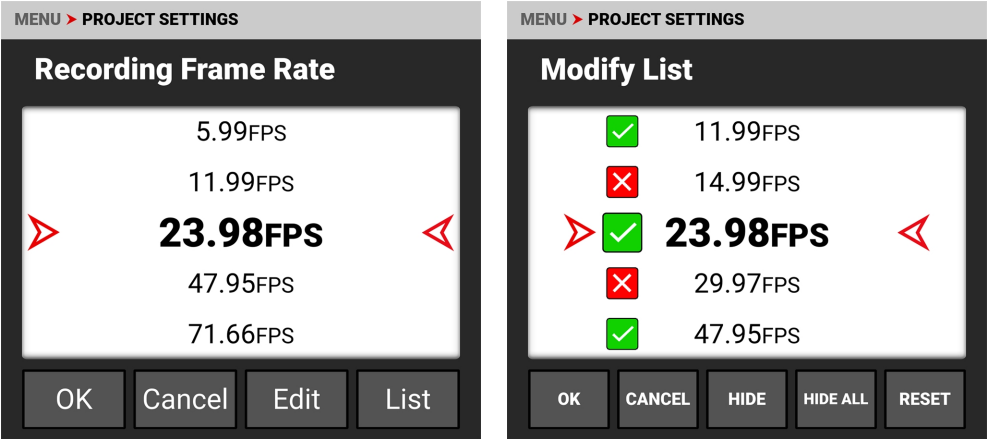 MENU PROJECT SETTINGS
Recording Frame Rate
5.99FPS
11.99FPS
23.98FPS
47.95FPS
71.66FPS
OK Cancel Edit List
MENU PROJECT SETTINGS
Modify List
11.99FPS
14.99FPS
23.98FPS
29.97FPS
47.95FPS
OK CANCEL HIDE HIDE ALL RESET